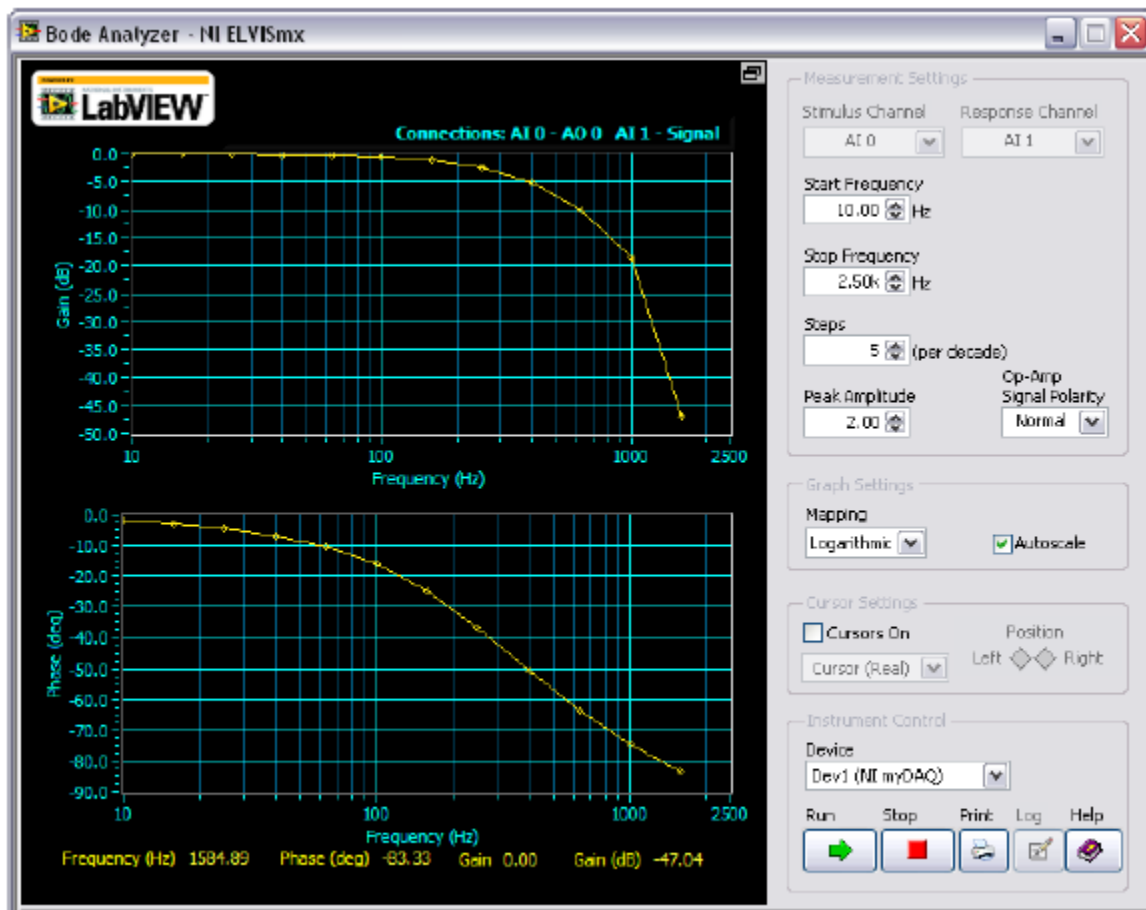 Bode Analyzer - NI ELVISmx
LabVIEW
Connections: AI 0 - AO 0 AI 1 - Signal
0.0
-5.0
-10.0
-15.0
-20.0
-25.0
-30.0
-35.0
-40.0
-45.0
-50.0
Gain (dB)
10
100
1000
2500
Frequency (Hz)
0.0
-10.0
-20.0
-30.0
-40.0
-50.0
-60.0
-70.0
-80.0
-90.0
Phase (deg)
10
100
1000
2500
Frequency (Hz)
Frequency (Hz) 1584.89 Phase (deg) -83.33 Gain 0.00 Gain (dB) -47.04
Measurement Settings
Stimulus Channel Response Channel
AI 0 AI 1
Start Frequency
10.00 Hz
Stop Frequency
2.50k Hz
Steps
5 (per decade)
Peak Amplitude
2.00
Op-Amp
Signal Polarity
Normal
Graph Settings
Mapping
Logarithmic Autoscale
Cursor Settings
Cursors On Position
Cursor (Real) Left Right
Instrument Control
Device
Dev1 (NI myDAQ)
Run Stop Print Log Help